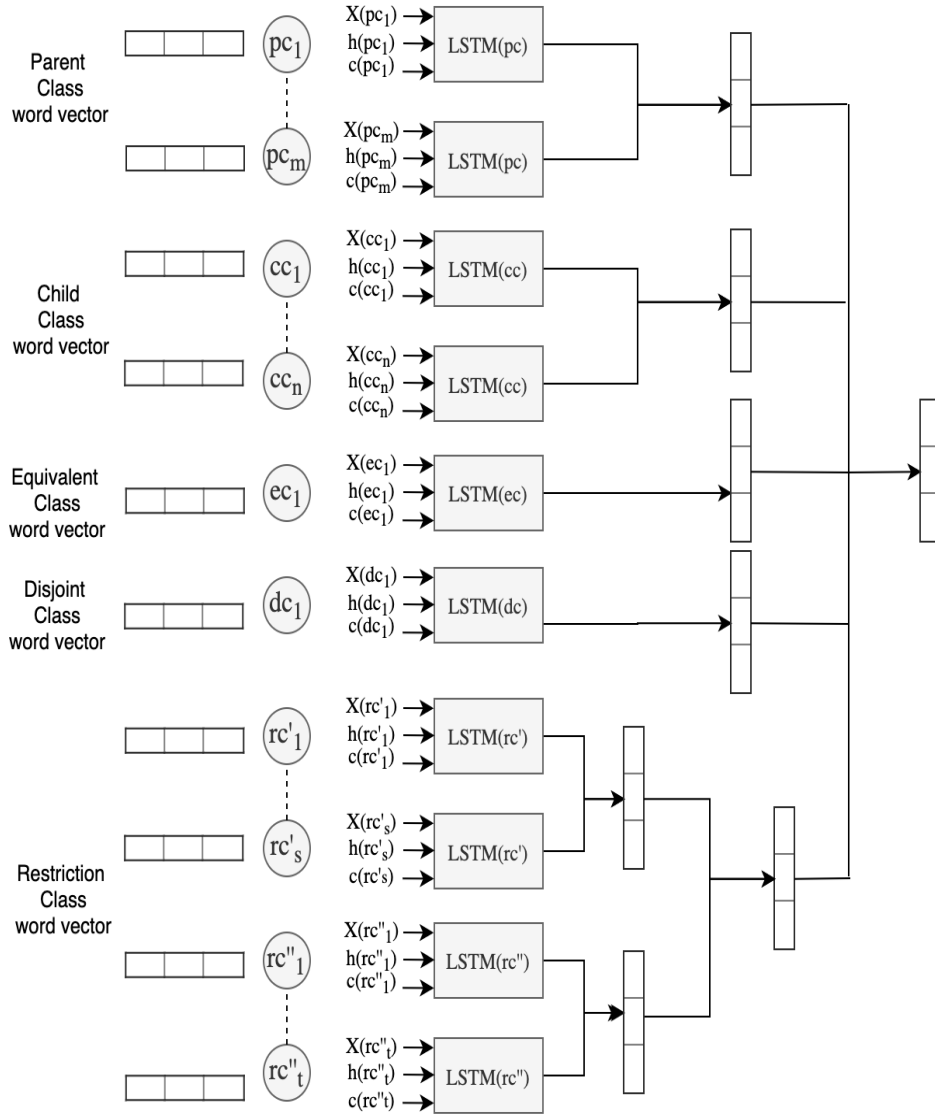 Parent
Class
word vector
pc1
X(pc1)
h(pc1)
c(pc1)
LSTM(pc)
pcm
X(pcm)
h(pcm)
c(pcm)
LSTM(pc)
Child
Class
word vector
cc1
X(cc1)
h(cc1)
c(cc1)
LSTM(cc)
ccn
X(ccn)
h(ccn)
c(ccn)
LSTM(cc)
Equivalent
Class
word vector
ec1
X(ec1)
h(ec1)
c(ec1)
LSTM(ec)
Disjoint
Class
word vector
dc1
X(dc1)
h(dc1)
c(dc1)
LSTM(dc)
Restriction
Class
word vector
rc'1
X(rc'1)
h(rc'1)
c(rc'1)
LSTM(rc')
rc's
X(rc's)
h(rc's)
c(rc's)
LSTM(rc')
rc"1
X(rc"1)
h(rc"1)
c(rc"1)
LSTM(rc")
rc"t
X(rc"t)
h(rc"t)
c(rc"t)
LSTM(rc")